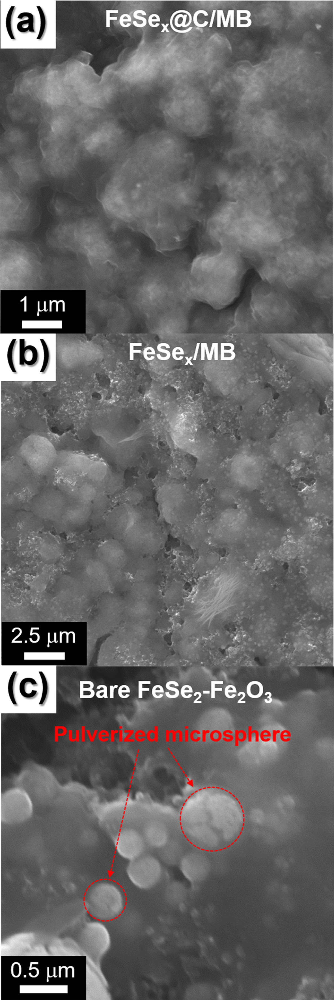 (a)
FeSeₓ@C/MB
1 μm
(b)
FeSeₓ/MB
2.5 μm
(c)
Bare FeSe₂-Fe₂O₃
Pulverized microsphere
0.5 μm